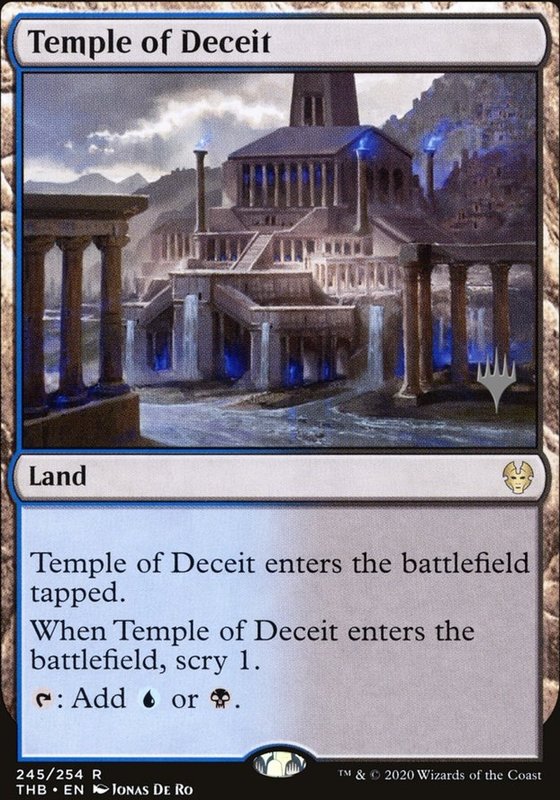 Temple of Deceit
Land
Temple of Deceit enters the battlefield
tapped.
When Temple of Deceit enters the
battlefield, scry 1.
: Add or .
245/254 R
THB • EN Jonas De Ro
™ & © 2020 Wizards of the Coast